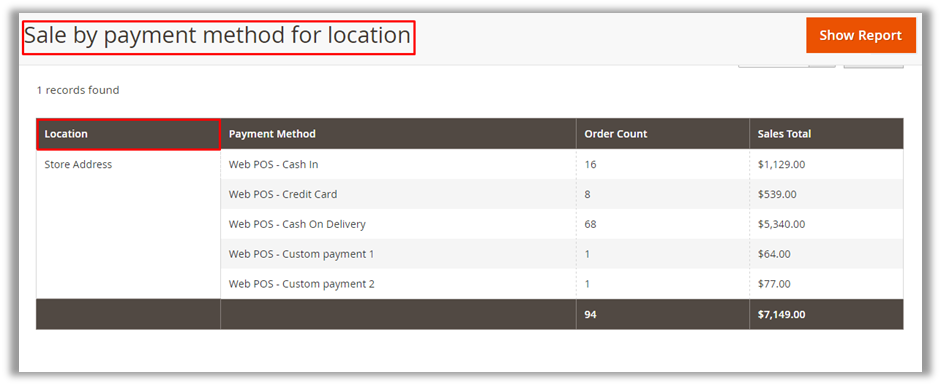 Sale by payment method for location
Show Report
1 records found
Location Payment Method Order Count Sales Total
Store Address Web POS - Cash In 16 $1,129.00
Web POS - Credit Card 8 $539.00
Web POS - Cash On Delivery 68 $5,340.00
Web POS - Custom payment 1 1 $64.00
Web POS - Custom payment 2 1 $77.00
94 $7,149.00